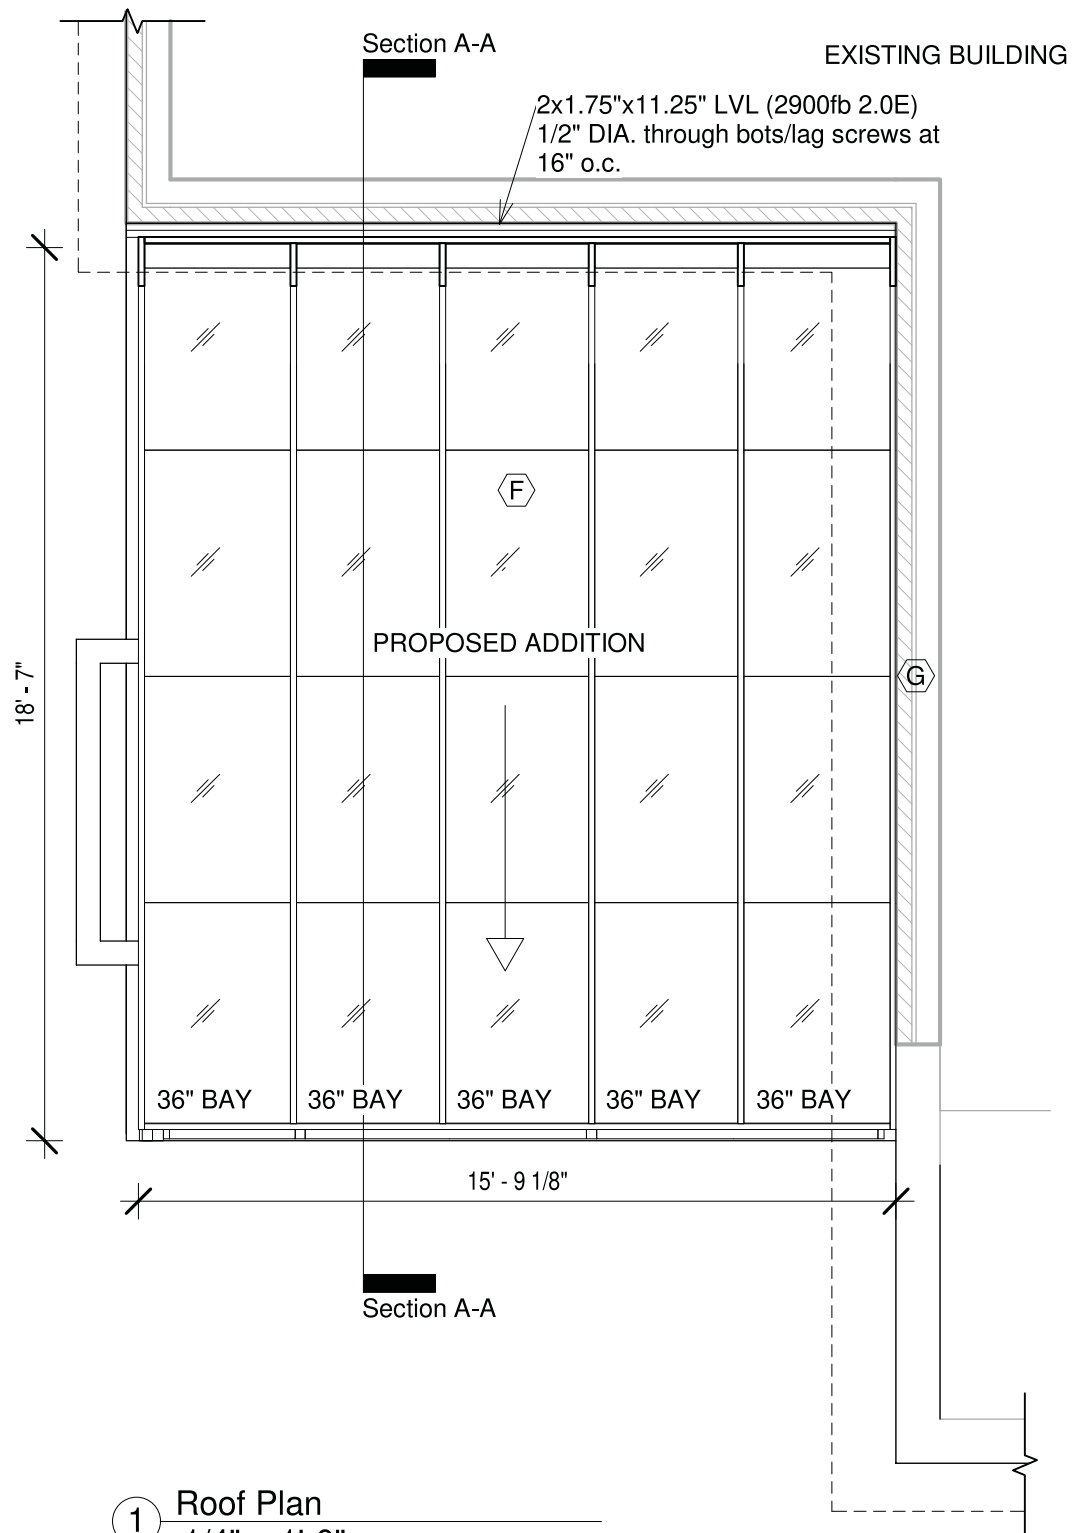 Section A-A
EXISTING BUILDING
2x1.75"x11.25" LVL (2900fb 2.0E)
1/2" DIA. through bots/lag screws at
16" o.c.
F
PROPOSED ADDITION
G
18' - 7"
36" BAY 36" BAY 36" BAY 36" BAY 36" BAY
15' - 9 1/8"
Section A-A
1 Roof Plan